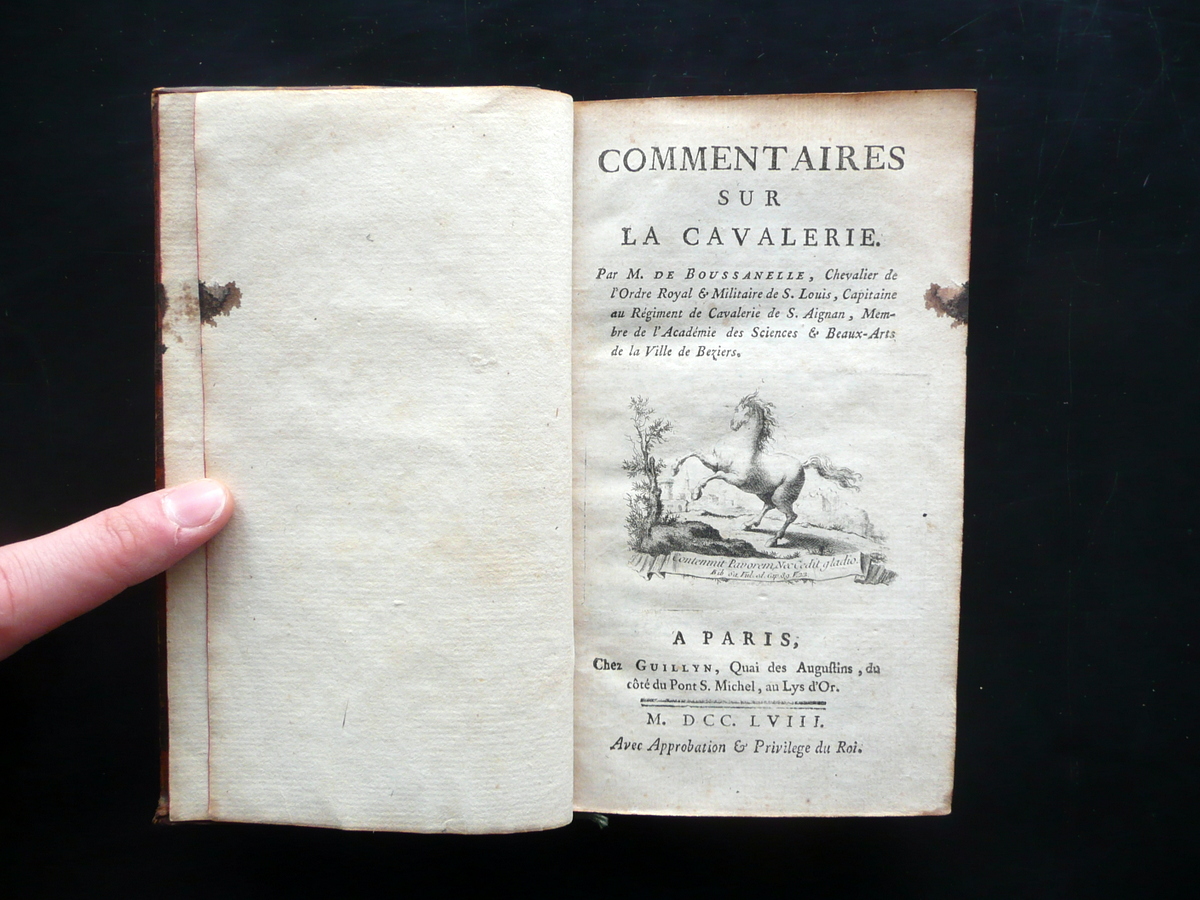 COMMENTAIRES
SUR
LA CAVALERIE.
Par M. DE BOUSSANELLE, Chevalier de
l'Ordre Royal & Militaire de S. Louis, Capitaine
au Régiment de Cavalerie de S. Aignan, Mem-
bre de l'Académie des Sciences & Beaux-Arts
de la Ville de Beziers.
Contemnit Pavorem, Nec Cedit gladio.
A PARIS,
Chez GUILLYN, Quai des Augustins, du
côté du Pont S. Michel, au Lys d'Or.
M. DCC. LVIII.
Avec Approbation & Privilege du Roi.